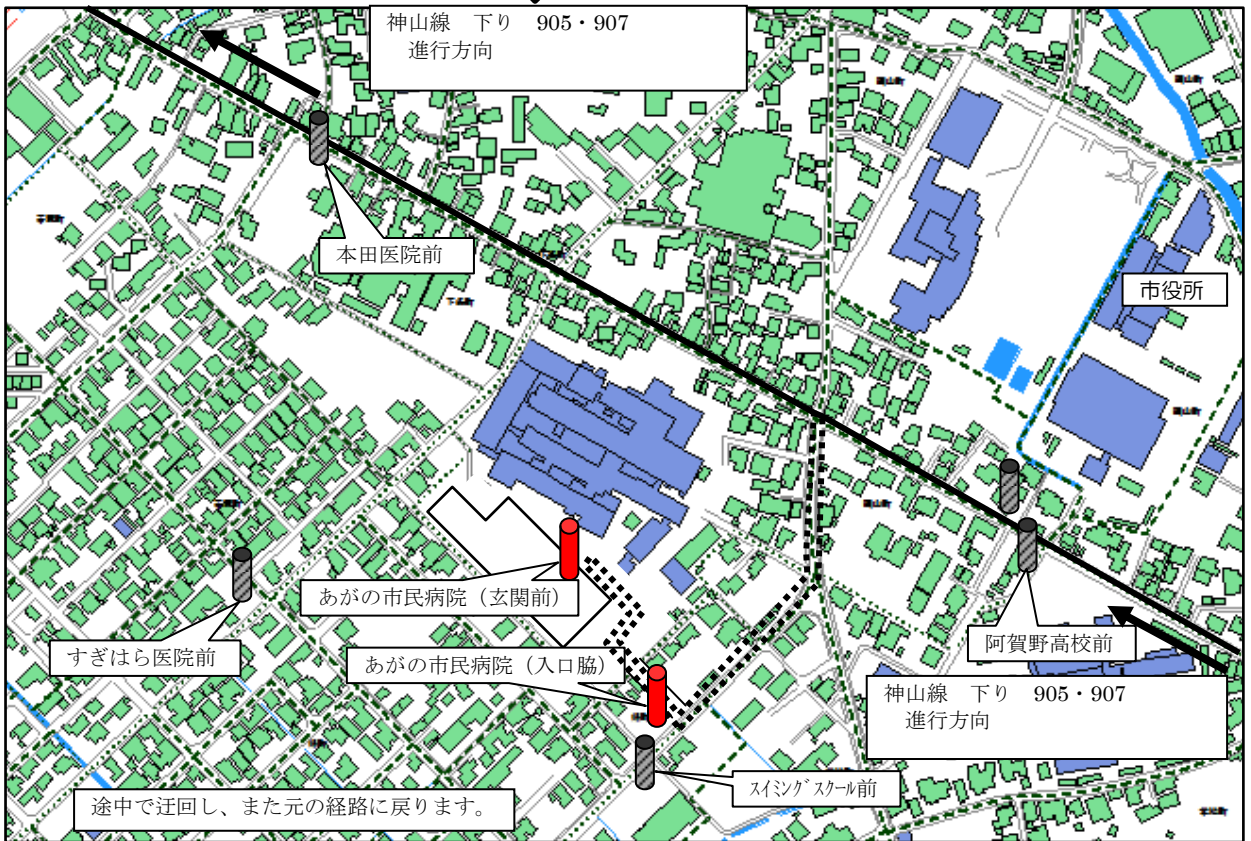 神山線 下り 905・907
進行方向
本田医院前
市役所
下条町
あがの市民病院(玄関前)
すぎはら医院前
あがの市民病院(入口脇)
阿賀野高校前
神山線 下り 905・907
進行方向
スイミングスクール前
途中で迂回し、また元の経路に戻ります。